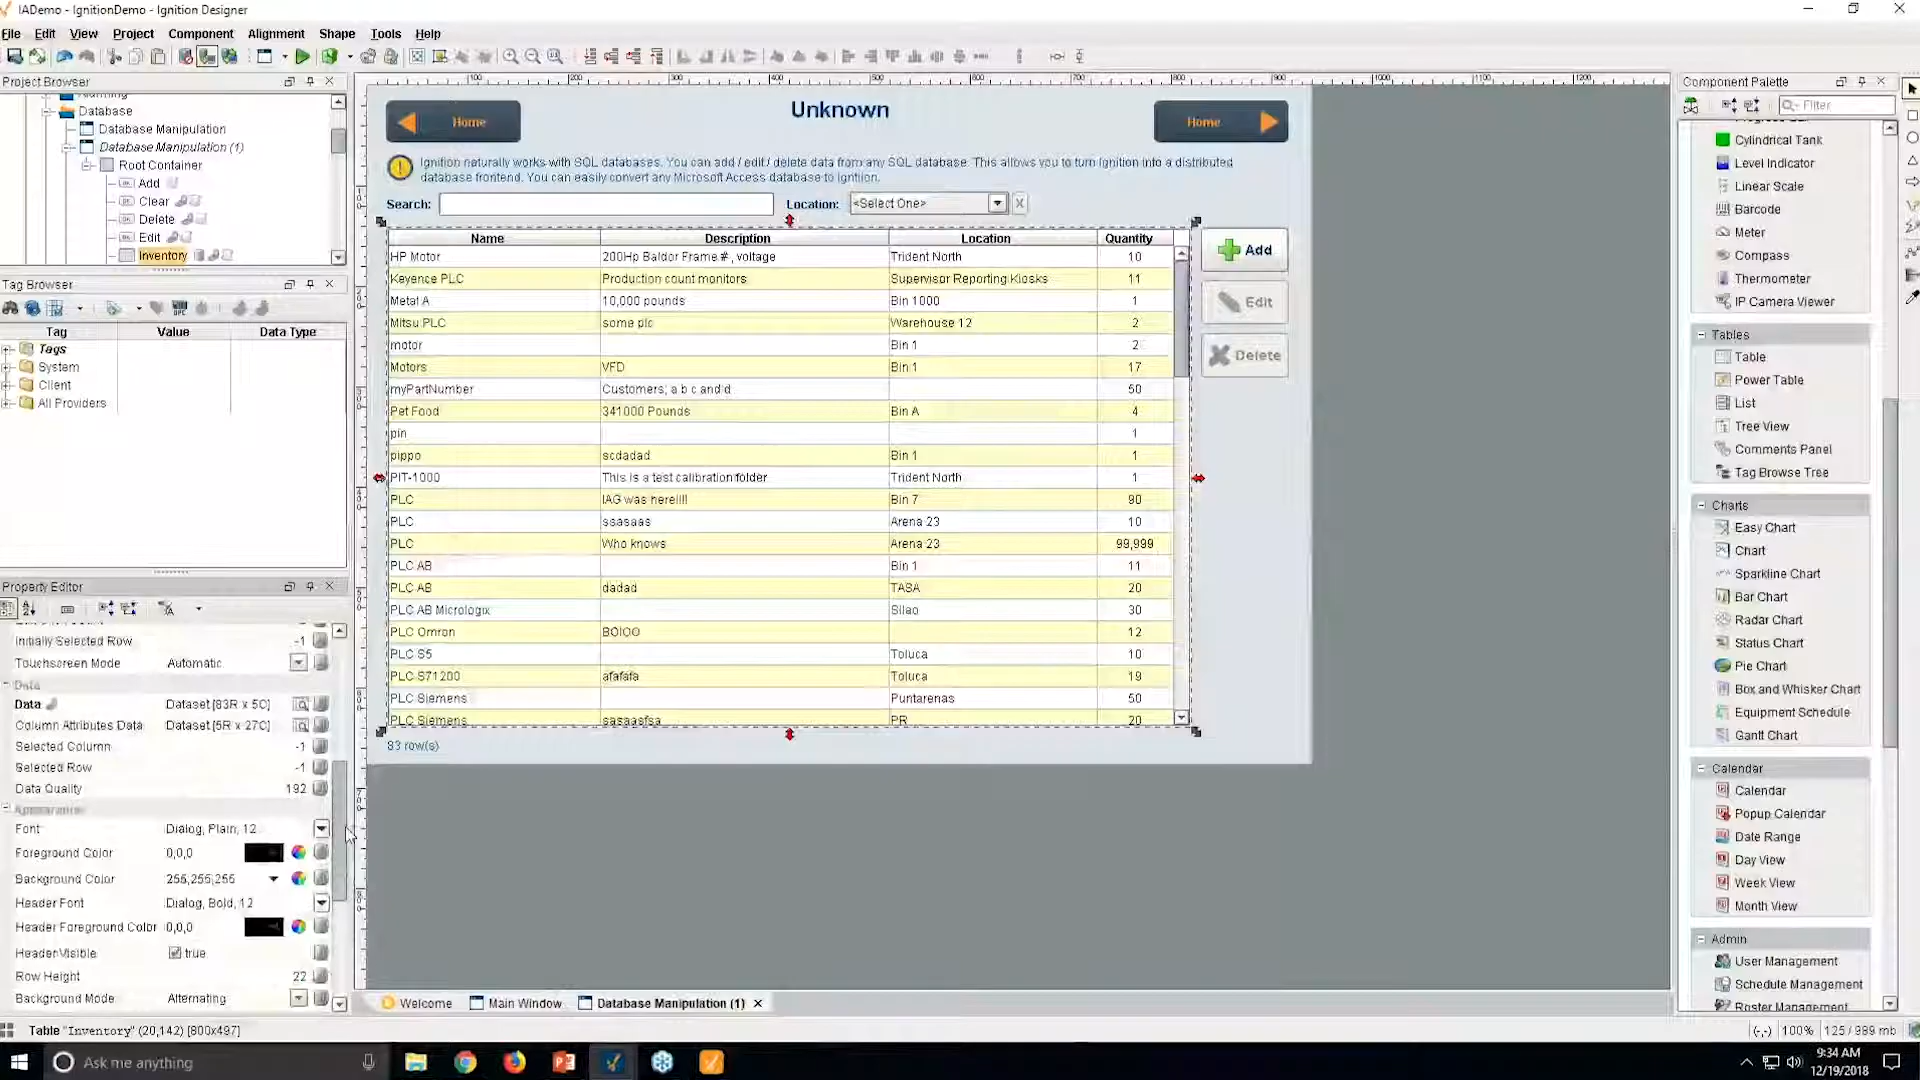 IADemo - IgnitionDemo - Ignition Designer
File Edit View Project Component Alignment Shape Tools Help
Project Browser
Database
Database Manipulation
Database Manipulation (1)
Root Container
Add
Clear
Delete
Edit
Inventory
Tag Browser
Tag Value Data Type
Tags
System
Client
All Providers
Property Editor
Initially Selected Row -1
Touchscreen Mode Automatic
Data
Data Dataset [83R x 5C]
Column Attributes Data Dataset [5R x 27C]
Selected Column -1
Selected Row -1
Data Quality 192
Appearance
Font Dialog, Plain, 12
Foreground Color 0,0,0
Background Color 255,255,255
Header Font Dialog, Bold, 12
Header Foreground Color 0,0,0
Header Visible true
Row Height 22
Background Mode Alternating
100 200 300 400 500 600 700 800 900 1000 1100 1200
Home
Unknown
Home
Ignition naturally works with SQL databases. You can add / edit / delete data from any SQL database. This allows you to turn Ignition into a distributed
database frontend. You can easily convert any Microsoft Access database to Ignition.
Search: Location: <Select One> X
Name Description Location Quantity
HP Motor 200Hp Baldor Frame # , voltage Trident North 10
Keyence PLC Production count monitors Supervisor Reporting Kiosks 11
Metal A 10,000 pounds Bin 1000 1
Mitsu PLC some plc Warehouse 12 2
motor Bin 1 2
Motors VFD Bin 1 17
myPartNumber Customers; a b c and d 50
Pet Food 341000 Pounds Bin A 4
pin 1
pippo scdadad Bin 1 1
PIT-1000 This is a test calibration folder Trident North 1
PLC IAG was here!!!! Bin 7 90
PLC ssasaas Arena 23 10
PLC Who knows Arena 23 99,999
PLC AB Bin 1 11
PLC AB dadad TASA 20
PLC AB Micrologix Silao 30
PLC Omron BOIOO 12
PLC S5 Toluca 10
PLC S71200 afafafa Toluca 19
PLC Siemens Puntarenas 50
PLC Siemens sasaasfsa PR 20
83 row(s)
Add
Edit
Delete
Component Palette
Filter
Cylindrical Tank
Level Indicator
Linear Scale
Barcode
Meter
Compass
Thermometer
IP Camera Viewer
Tables
Table
Power Table
List
Tree View
Comments Panel
Tag Browse Tree
Charts
Easy Chart
Chart
Sparkline Chart
Bar Chart
Radar Chart
Status Chart
Pie Chart
Box and Whisker Chart
Equipment Schedule
Gantt Chart
Calendar
Calendar
Popup Calendar
Date Range
Day View
Week View
Month View
Admin
User Management
Schedule Management
Roster Management
Welcome Main Window Database Manipulation (1)
Table "Inventory" (20,142) [800x497]
(-,-) 100% 125 / 989 mb
Ask me anything
9:34 AM
12/19/2018